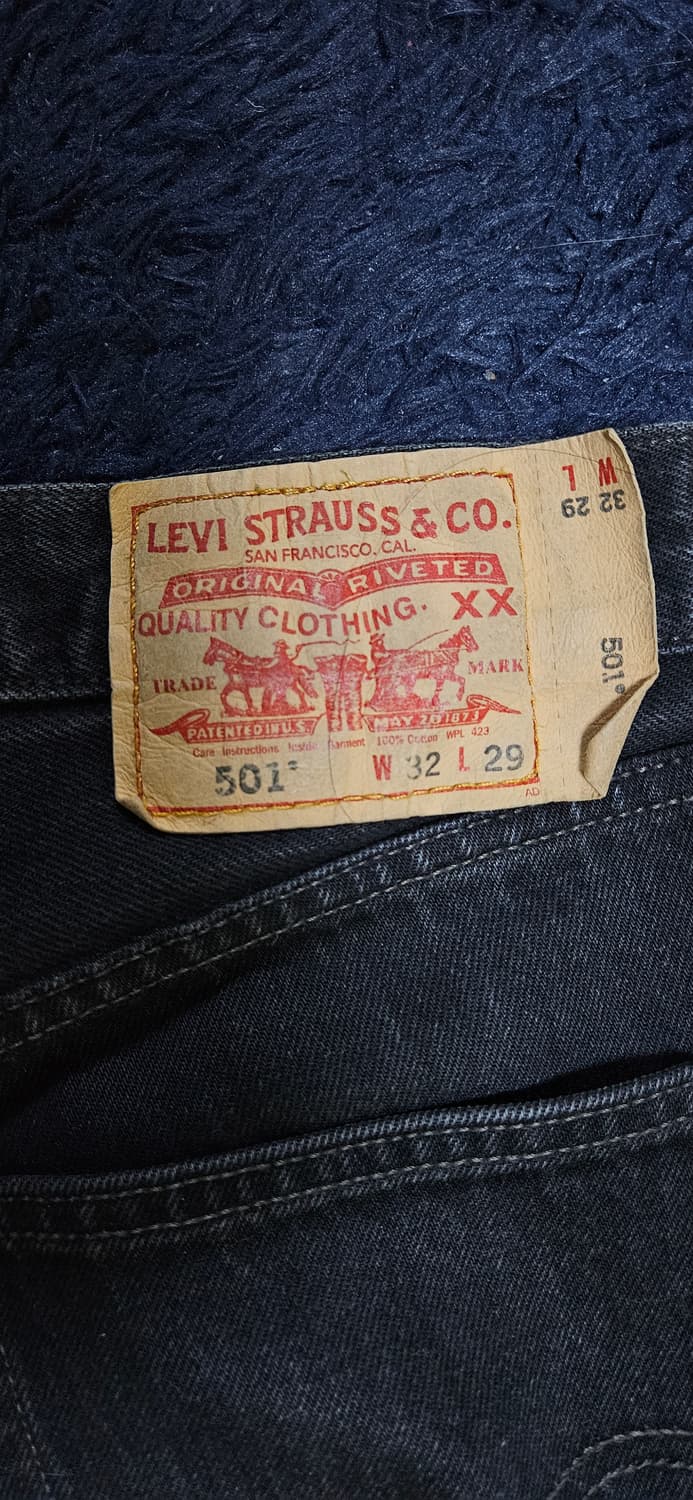 LEVI STRAUSS & CO.
SAN FRANCISCO. CAL.
ORIGINAL RIVETED
QUALITY CLOTHING. XX
TRADE MARK
PATENTED IN U.S. MAY 20 1873
Care Instructions Inside Garment 100% Cotton WPL 423
501® W 32 L 29
AD
W L
32 29
501®